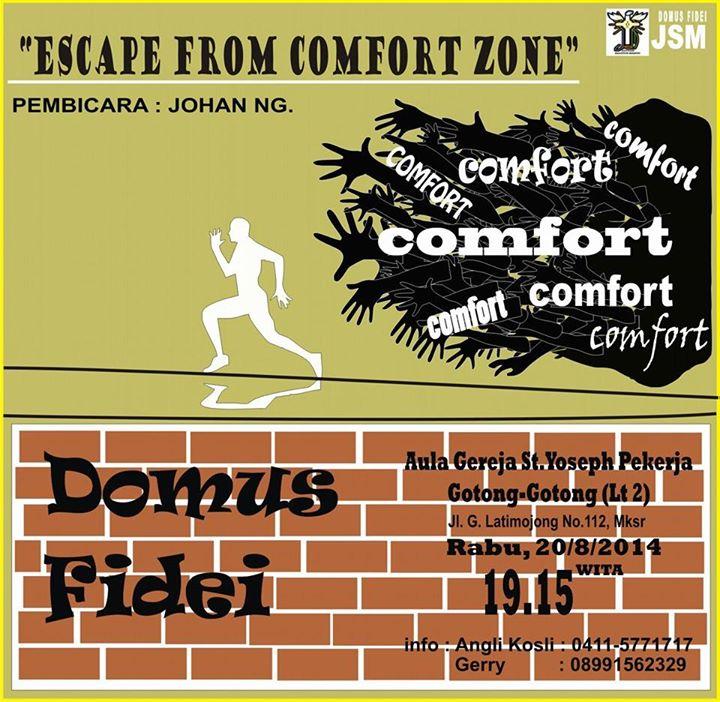 "ESCAPE FROM COMFORT ZONE"
DOMUS FIDEI
JSM
PEMBICARA : JOHAN NG.
comfort
comfort
COMFORT
comfort
comfort
comfort
comfort
Domus
Fidei
Aula Gereja St.Yoseph Pekerja
Gotong-Gotong (Lt 2)
Jl. G. Latimojong No.112, Mksr
Rabu, 20/8/2014
19.15 WITA
info : Angli Kosli : 0411-5771717
Gerry : 08991562329